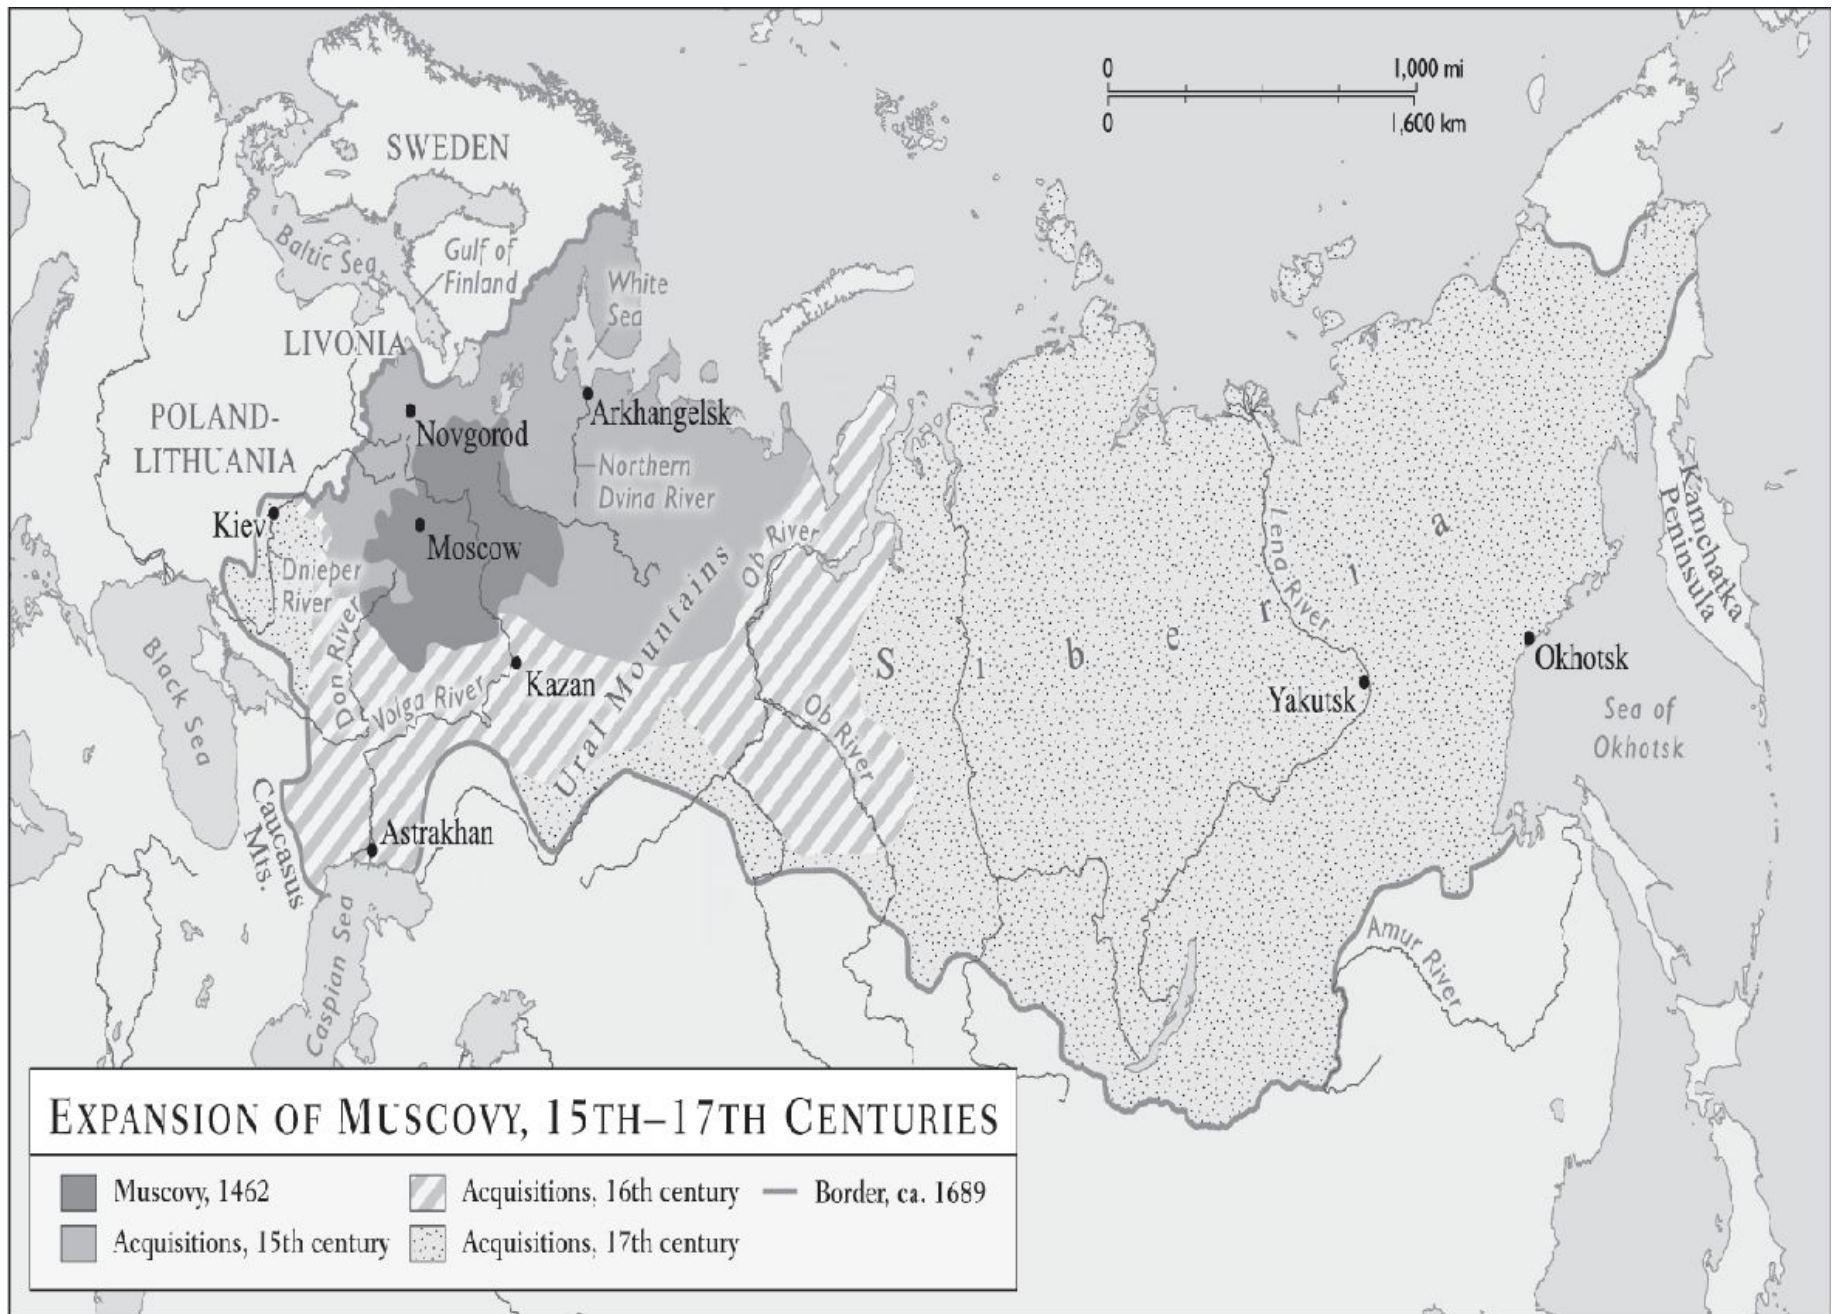 0
1,000 mi
0
1,600 km
SWEDEN
Baltic Sea
Gulf of
Finland
White
Sea
LIVONIA
POLAND-
LITHUANIA
Novgorod
Arkhangelsk
Northern
Dvina River
Kiev
Moscow
Dnieper
River
Don River
Volga River
Kazan
Ural Mountains
Ob River
Ob River
Siberia
Lena River
Yakutsk
Okhotsk
Kamchatka
Peninsula
Sea of
Okhotsk
Black Sea
Caucasus
Mts.
Astrakhan
Caspian Sea
Amur River
EXPANSION OF MUSCOVY, 15TH–17TH CENTURIES
Muscovy, 1462
Acquisitions, 16th century
Border, ca. 1689
Acquisitions, 15th century
Acquisitions, 17th century